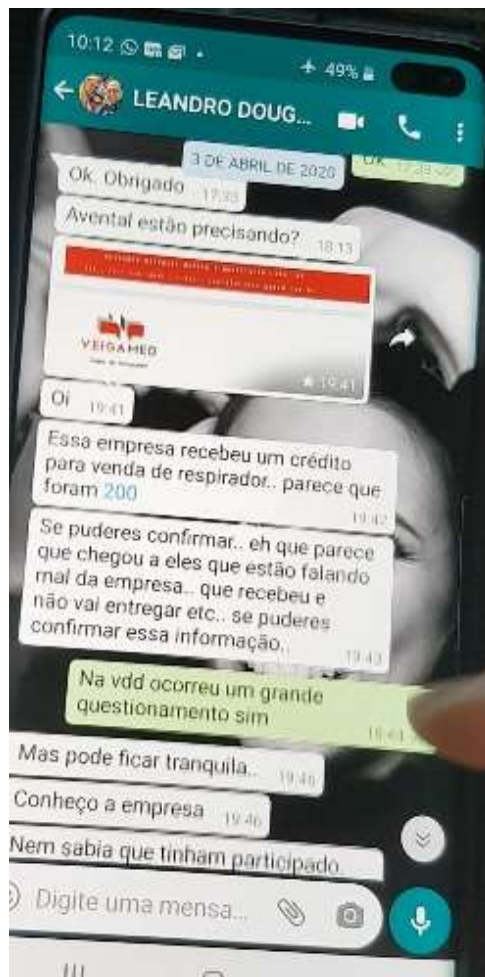 10:12
49%
LEANDRO DOUG...
3 DE ABRIL DE 2020
Ok. Obrigado 17:33
Avental estão precisando? 18:13
VEIGAMED
19:41
Oi 19:41
Essa empresa recebeu um crédito
para venda de respirador.. parece que
foram 200
19:42
Se puderes confirmar.. eh que parece
que chegou a eles que estão falando
mal da empresa.. que recebeu e
não vai entregar etc.. se puderes
confirmar essa informação..
19:43
Na vdd ocorreu um grande
questionamento sim
Mas pode ficar tranquila.. 19:46
Conheço a empresa 19:46
Nem sabia que tinham participado
Digite uma mensa...